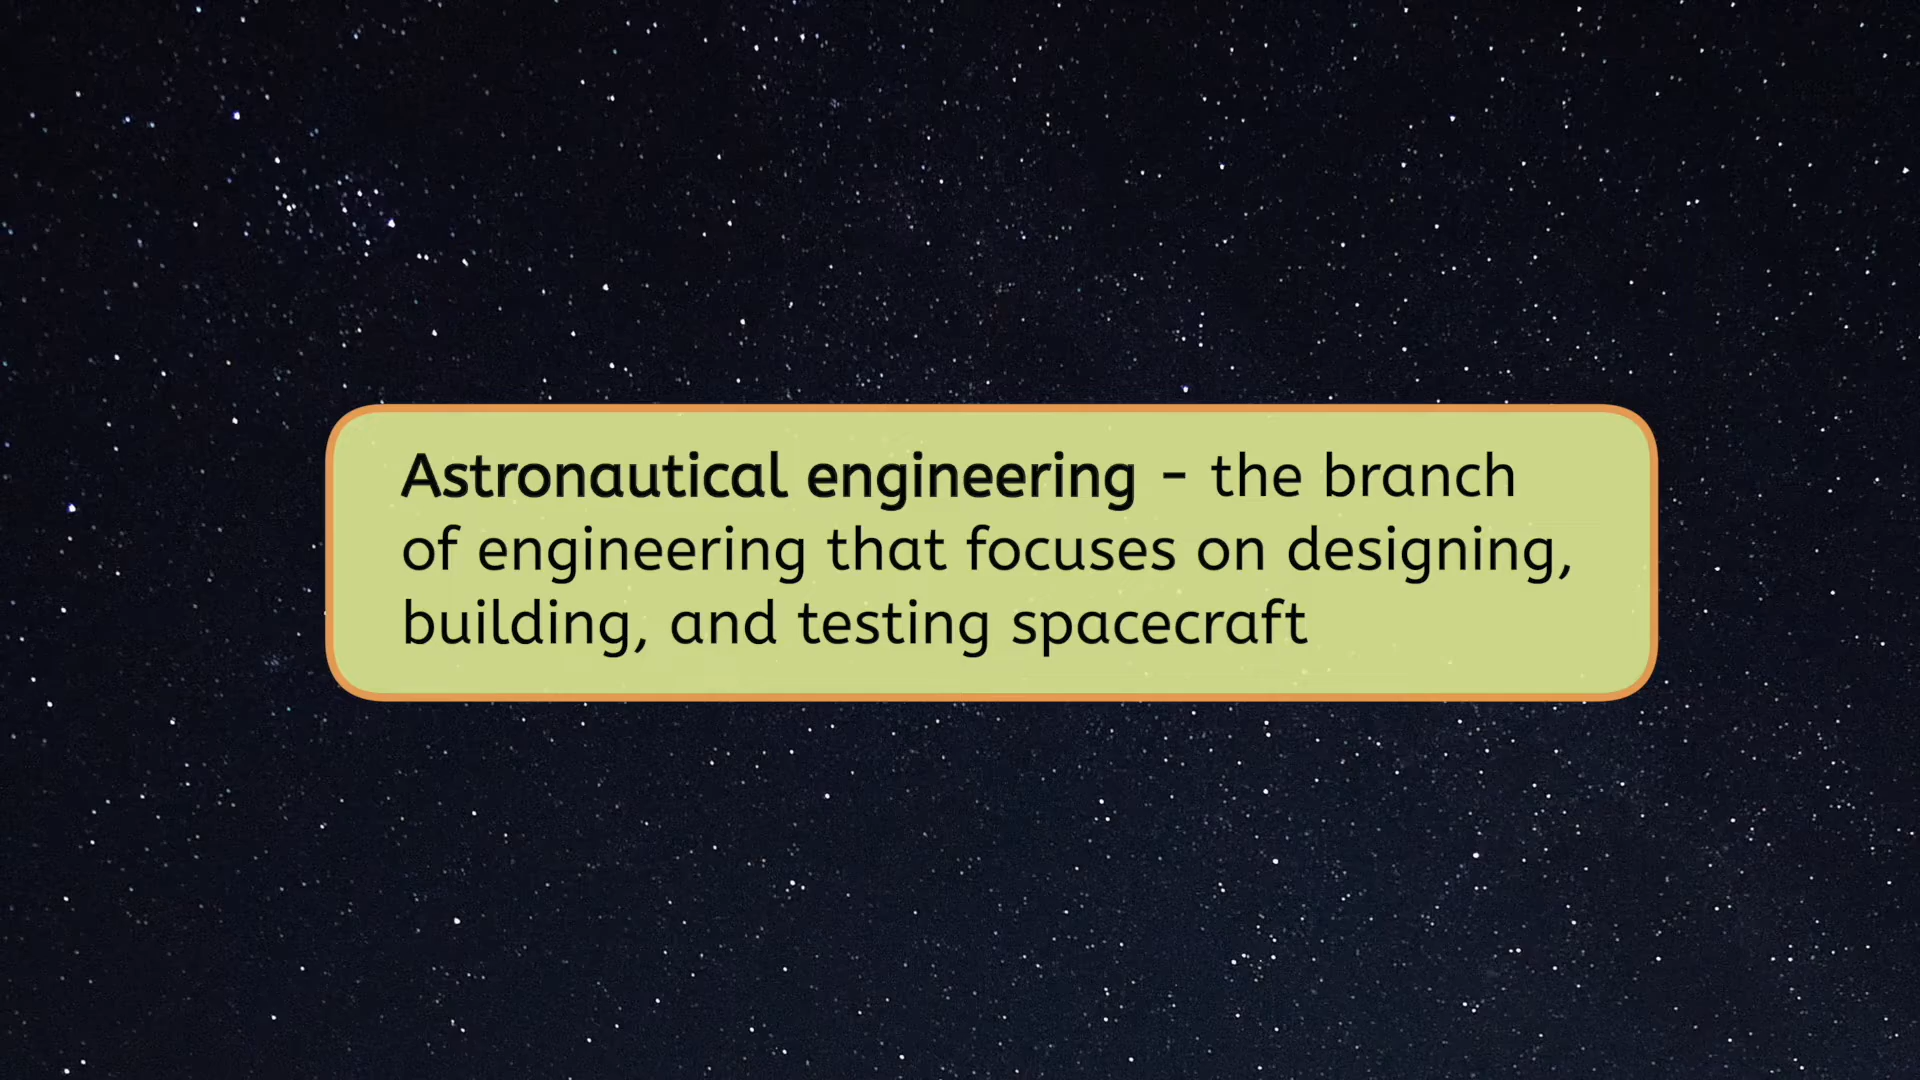 Astronautical engineering - the branch
of engineering that focuses on designing,
building, and testing spacecraft